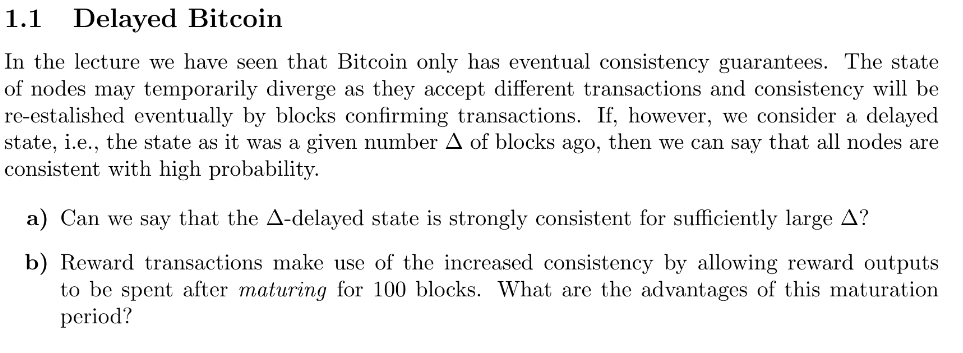 1.1 Delayed Bitcoin
In the lecture we have seen that Bitcoin only has eventual consistency guarantees. The state
of nodes may temporarily diverge as they accept different transactions and consistency will be
re-estalished eventually by blocks confirming transactions. If, however, we consider a delayed
state, i.e., the state as it was a given number Δ of blocks ago, then we can say that all nodes are
consistent with high probability.
a) Can we say that the Δ-delayed state is strongly consistent for sufficiently large Δ?
b) Reward transactions make use of the increased consistency by allowing reward outputs
to be spent after maturing for 100 blocks. What are the advantages of this maturation
period?